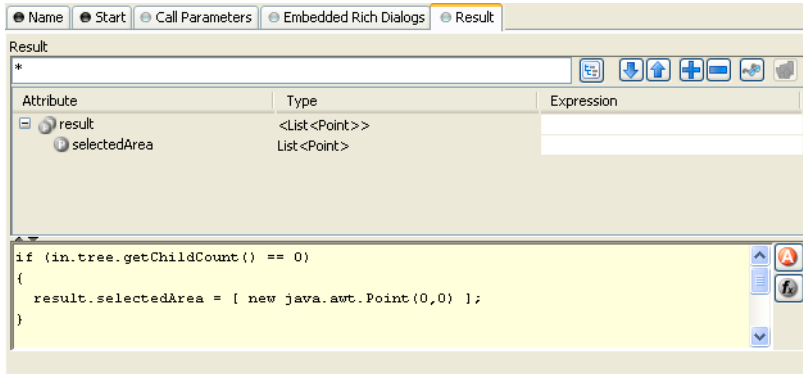 Name Start Call Parameters Embedded Rich Dialogs Result
Result
*
Attribute Type Expression
result <List<Point>>
selectedArea List<Point>
if (in.tree.getChildCount() == 0)
{
result.selectedArea = [ new java.awt.Point(0,0) ];
}